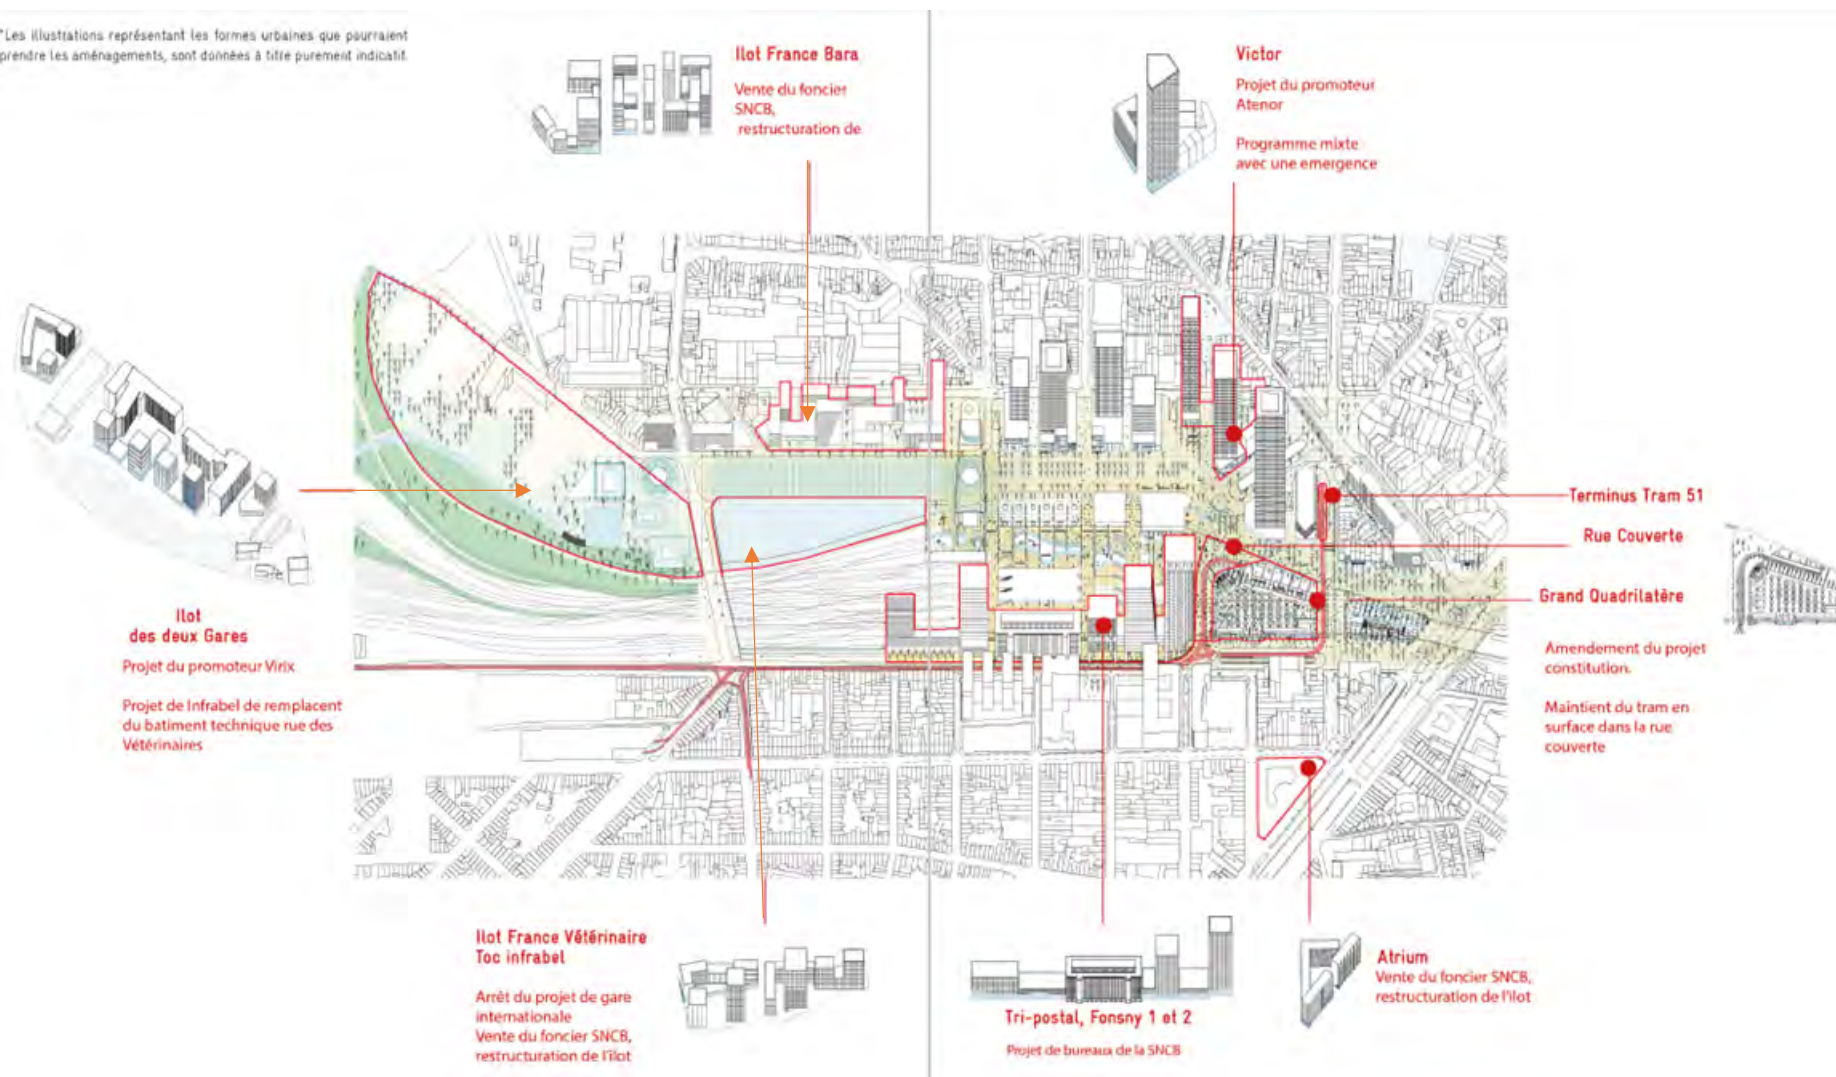 *Les illustrations représentant les formes urbaines que pourraient
prendre les aménagements, sont données à titre purement indicatif.
Ilot France Bara
Vente du foncier
SNCB,
restructuration de
Victor
Projet du promoteur
Atenor
Programme mixte
avec une emergence
Terminus Tram 51
Rue Couverte
Grand Quadrilatère
Amendement du projet
constitution.
Maintient du tram en
surface dans la rue
couverte
Ilot
des deux Gares
Projet du promoteur Virix
Projet de Infrabel de remplacent
du batiment technique rue des
Vétérinaires
Ilot France Vétérinaire
Toc infrabel
Arrêt du projet de gare
internationale
Vente du foncier SNCB,
restructuration de l'îlot
Tri-postal, Fonsny 1 et 2
Projet de bureaux de la SNCB
Atrium
Vente du foncier SNCB,
restructuration de l'îlot